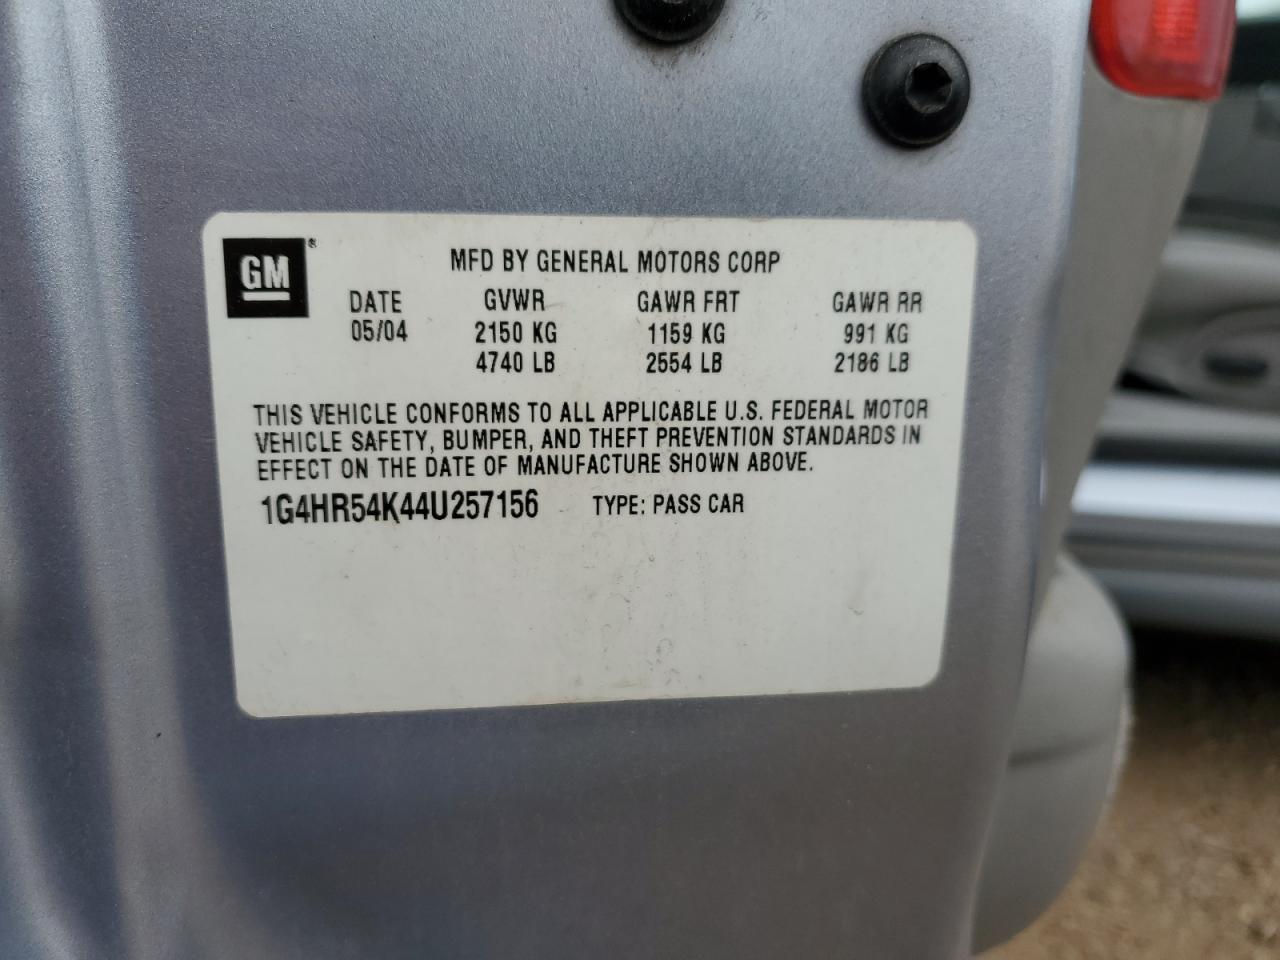 GM®
MFD BY GENERAL MOTORS CORP
DATE GVWR GAWR FRT GAWR RR
05/04 2150 KG 1159 KG 991 KG
4740 LB 2554 LB 2186 LB
THIS VEHICLE CONFORMS TO ALL APPLICABLE U.S. FEDERAL MOTOR
VEHICLE SAFETY, BUMPER, AND THEFT PREVENTION STANDARDS IN
EFFECT ON THE DATE OF MANUFACTURE SHOWN ABOVE.
1G4HR54K44U257156 TYPE: PASS CAR